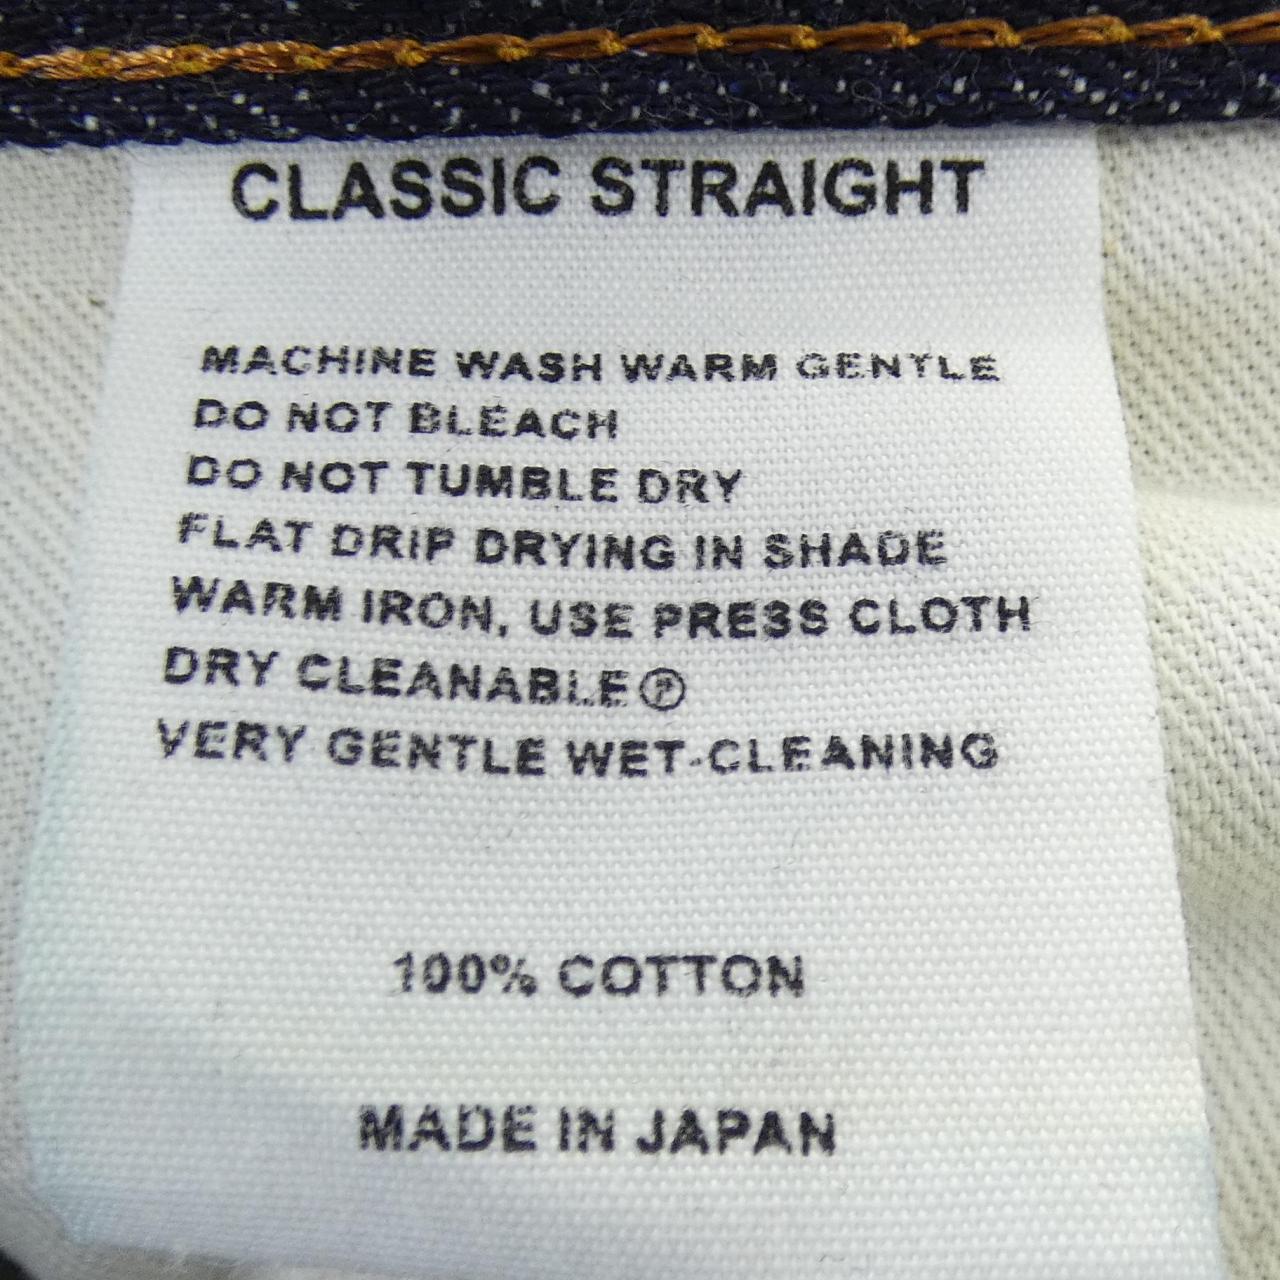 CLASSIC STRAIGHT
MACHINE WASH WARM GENTLE
DO NOT BLEACH
DO NOT TUMBLE DRY
FLAT DRIP DRYING IN SHADE
WARM IRON, USE PRESS CLOTH
DRY CLEANABLE Ⓟ
VERY GENTLE WET-CLEANING
100% COTTON
MADE IN JAPAN